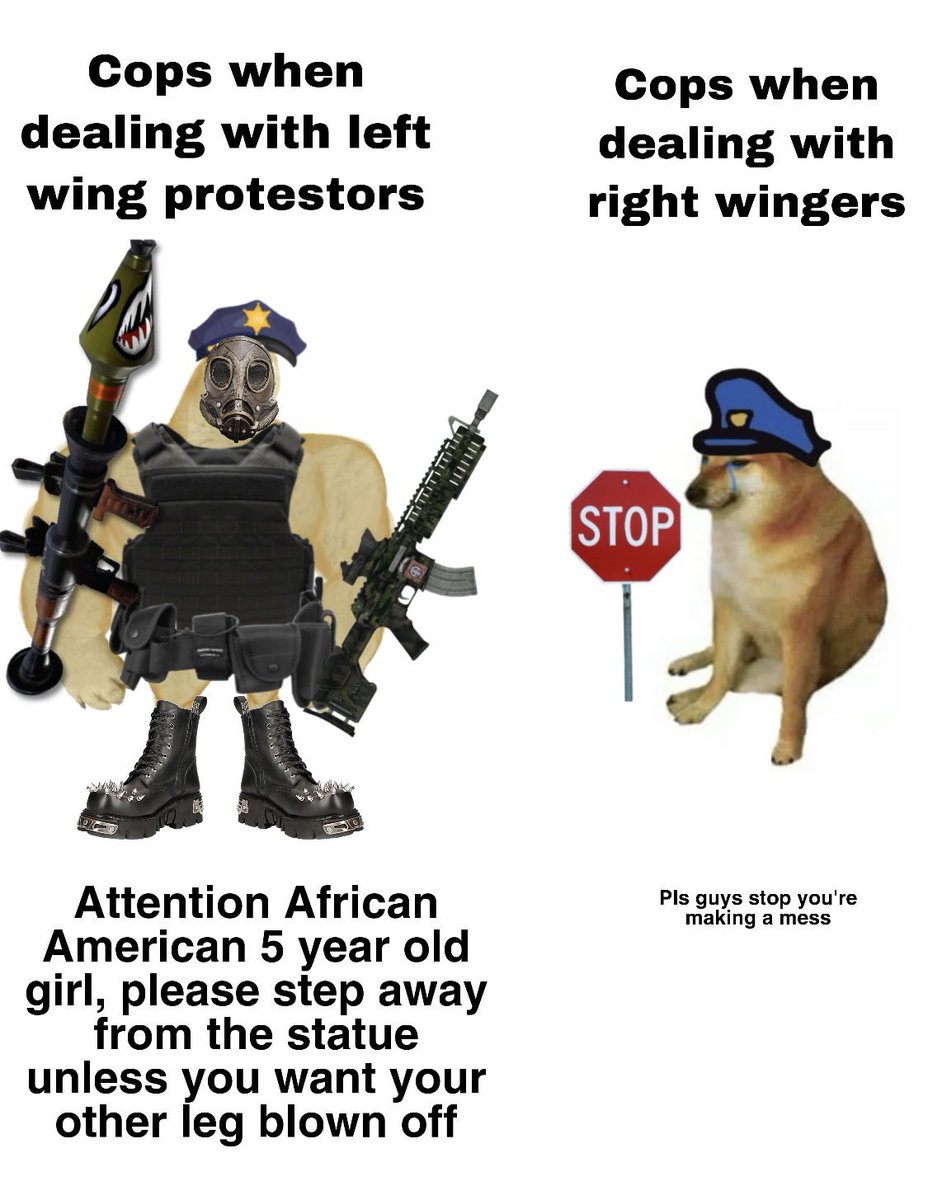 Cops when
dealing with left
wing protestors
Cops when
dealing with
right wingers
STOP
Attention African
American 5 year old
girl, please step away
from the statue
unless you want your
other leg blown off
Pls guys stop you're
making a mess